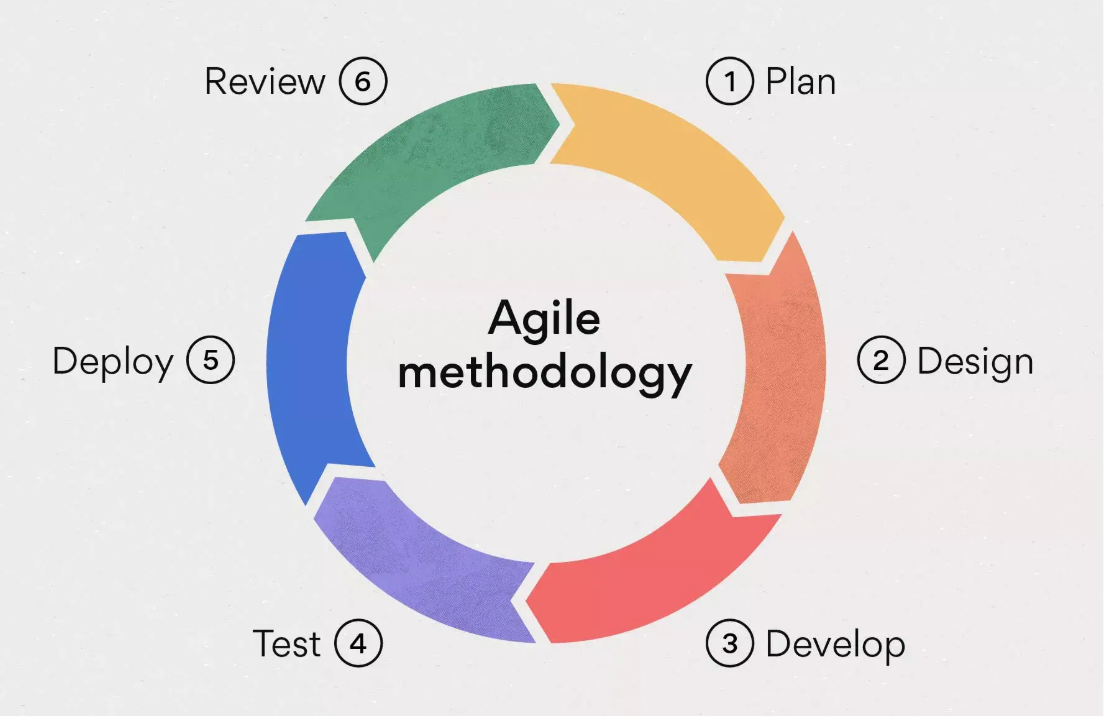 Agile
methodology
1 Plan
2 Design
3 Develop
Test 4
Deploy 5
Review 6